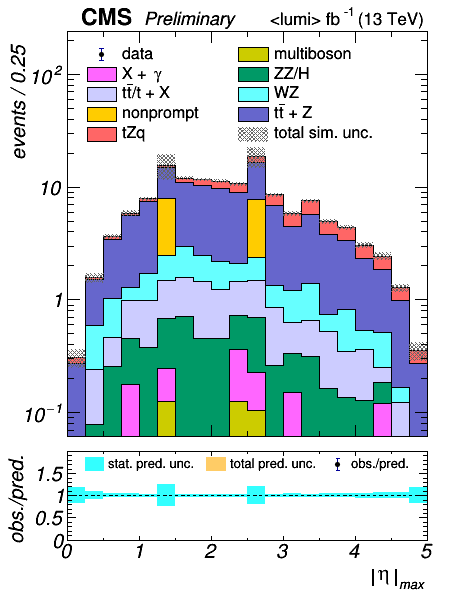 CMS Preliminary <lumi> fb⁻¹ (13 TeV)
events / 0.25
10²
10
1
10⁻¹
data
multiboson
X + γ
ZZ/H
tt̄/t + X
WZ
nonprompt
tt̄ + Z
tZq
total sim. unc.
obs./pred.
1.5
1
0.5
0
stat. pred. unc.
total pred. unc.
obs./pred.
0 1 2 3 4 5
|η|max